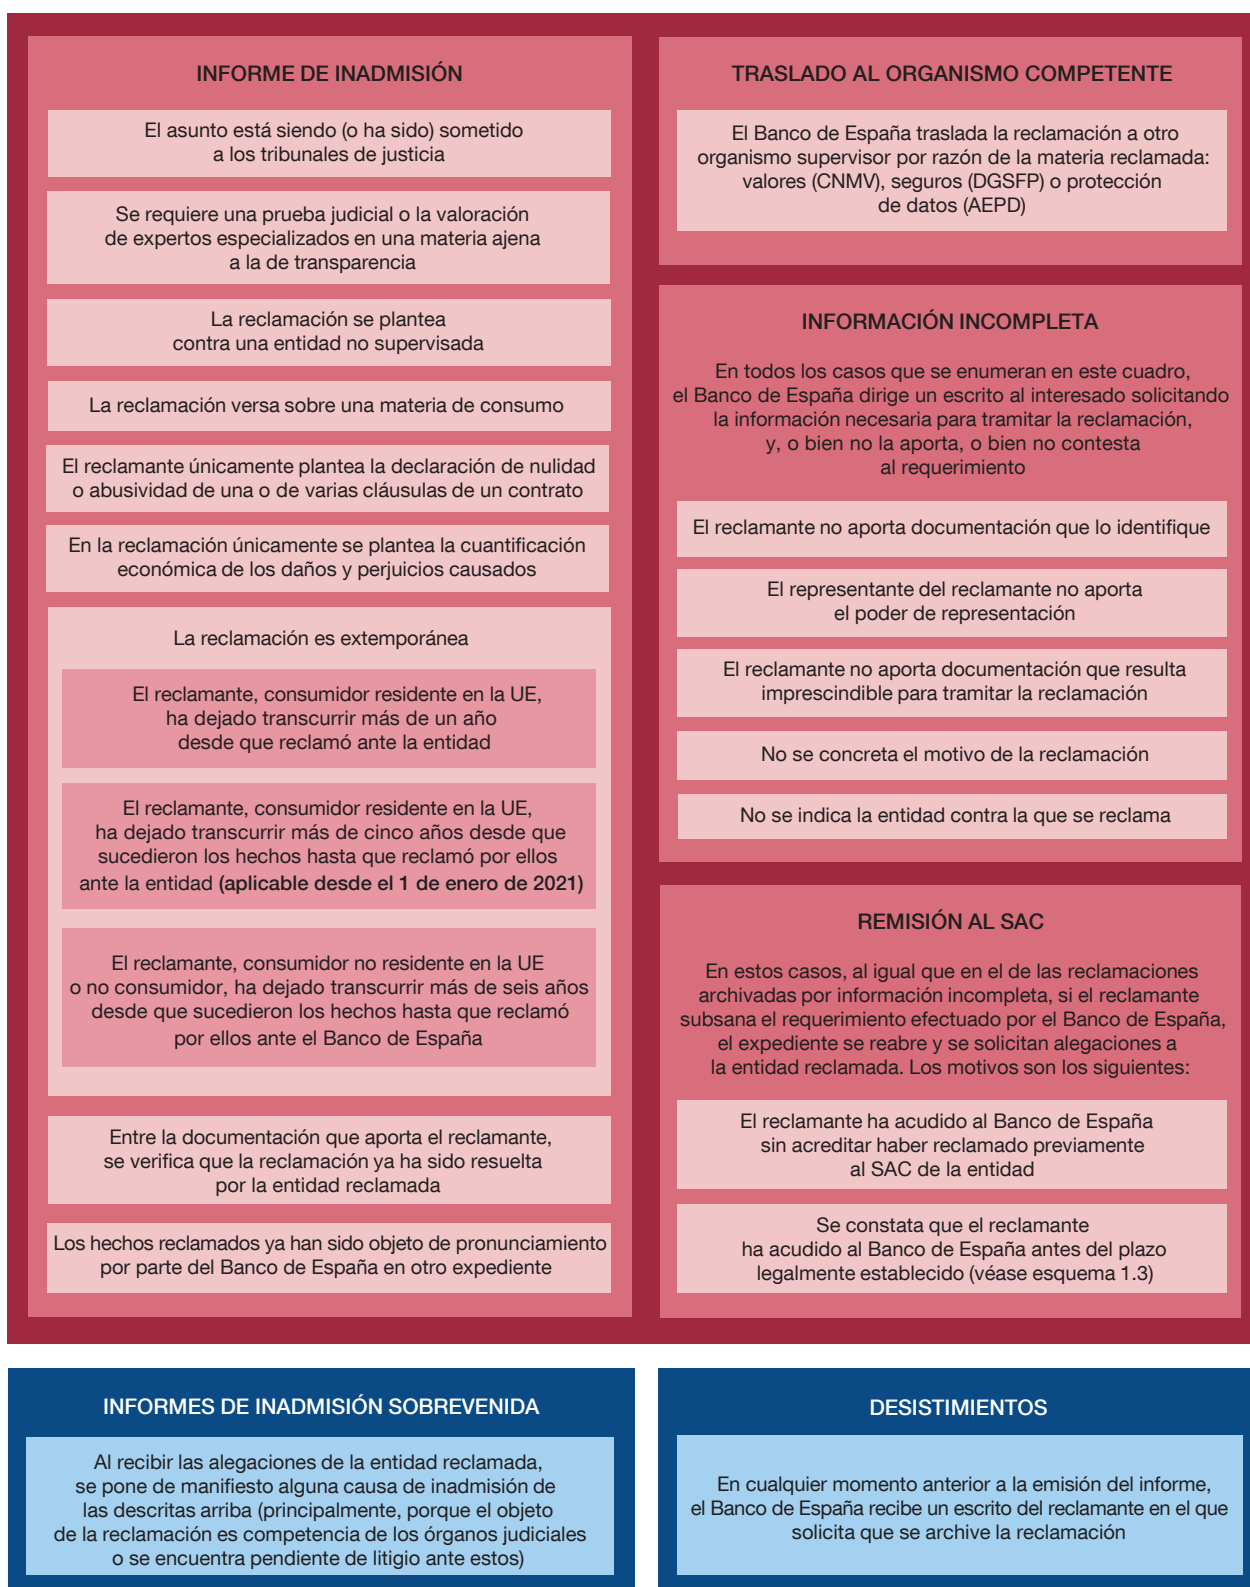 INFORME DE INADMISIÓN
El asunto está siendo (o ha sido) sometido
a los tribunales de justicia
Se requiere una prueba judicial o la valoración
de expertos especializados en una materia ajena
a la de transparencia
La reclamación se plantea
contra una entidad no supervisada
La reclamación versa sobre una materia de consumo
El reclamante únicamente plantea la declaración de nulidad
o abusividad de una o de varias cláusulas de un contrato
En la reclamación únicamente se plantea la cuantificación
económica de los daños y perjuicios causados
La reclamación es extemporánea
El reclamante, consumidor residente en la UE,
ha dejado transcurrir más de un año
desde que reclamó ante la entidad
El reclamante, consumidor residente en la UE,
ha dejado transcurrir más de cinco años desde que
sucedieron los hechos hasta que reclamó por ellos
ante la entidad (aplicable desde el 1 de enero de 2021)
El reclamante, consumidor no residente en la UE
o no consumidor, ha dejado transcurrir más de seis años
desde que sucedieron los hechos hasta que reclamó
por ellos ante el Banco de España
Entre la documentación que aporta el reclamante,
se verifica que la reclamación ya ha sido resuelta
por la entidad reclamada
Los hechos reclamados ya han sido objeto de pronunciamiento
por parte del Banco de España en otro expediente
TRASLADO AL ORGANISMO COMPETENTE
El Banco de España traslada la reclamación a otro
organismo supervisor por razón de la materia reclamada:
valores (CNMV), seguros (DGSFP) o protección
de datos (AEPD)
INFORMACIÓN INCOMPLETA
En todos los casos que se enumeran en este cuadro,
el Banco de España dirige un escrito al interesado solicitando
la información necesaria para tramitar la reclamación,
y, o bien no la aporta, o bien no contesta
al requerimiento
El reclamante no aporta documentación que lo identifique
El representante del reclamante no aporta
el poder de representación
El reclamante no aporta documentación que resulta
imprescindible para tramitar la reclamación
No se concreta el motivo de la reclamación
No se indica la entidad contra la que se reclama
REMISIÓN AL SAC
En estos casos, al igual que en el de las reclamaciones
archivadas por información incompleta, si el reclamante
subsana el requerimiento efectuado por el Banco de España,
el expediente se reabre y se solicitan alegaciones a
la entidad reclamada. Los motivos son los siguientes:
El reclamante ha acudido al Banco de España
sin acreditar haber reclamado previamente
al SAC de la entidad
Se constata que el reclamante
ha acudido al Banco de España antes del plazo
legalmente establecido (véase esquema 1.3)
INFORMES DE INADMISIÓN SOBREVENIDA
Al recibir las alegaciones de la entidad reclamada,
se pone de manifiesto alguna causa de inadmisión de
las descritas arriba (principalmente, porque el objeto
de la reclamación es competencia de los órganos judiciales
o se encuentra pendiente de litigio ante estos)
DESISTIMIENTOS
En cualquier momento anterior a la emisión del informe,
el Banco de España recibe un escrito del reclamante en el que
solicita que se archive la reclamación